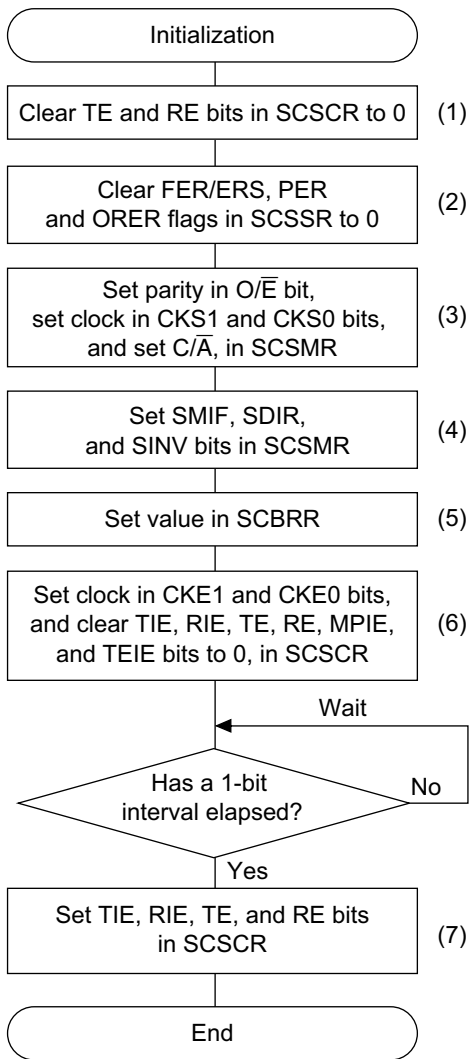 Initialization
Clear TE and RE bits in SCSCR to 0
(1)
Clear FER/ERS, PER
and ORER flags in SCSSR to 0
(2)
Set parity in O/E̅ bit,
set clock in CKS1 and CKS0 bits,
and set C/A̅, in SCSMR
(3)
Set SMIF, SDIR,
and SINV bits in SCSMR
(4)
Set value in SCBRR
(5)
Set clock in CKE1 and CKE0 bits,
and clear TIE, RIE, TE, RE, MPIE,
and TEIE bits to 0, in SCSCR
(6)
Wait
Has a 1-bit
interval elapsed?
No
Yes
Set TIE, RIE, TE, and RE bits
in SCSCR
(7)
End